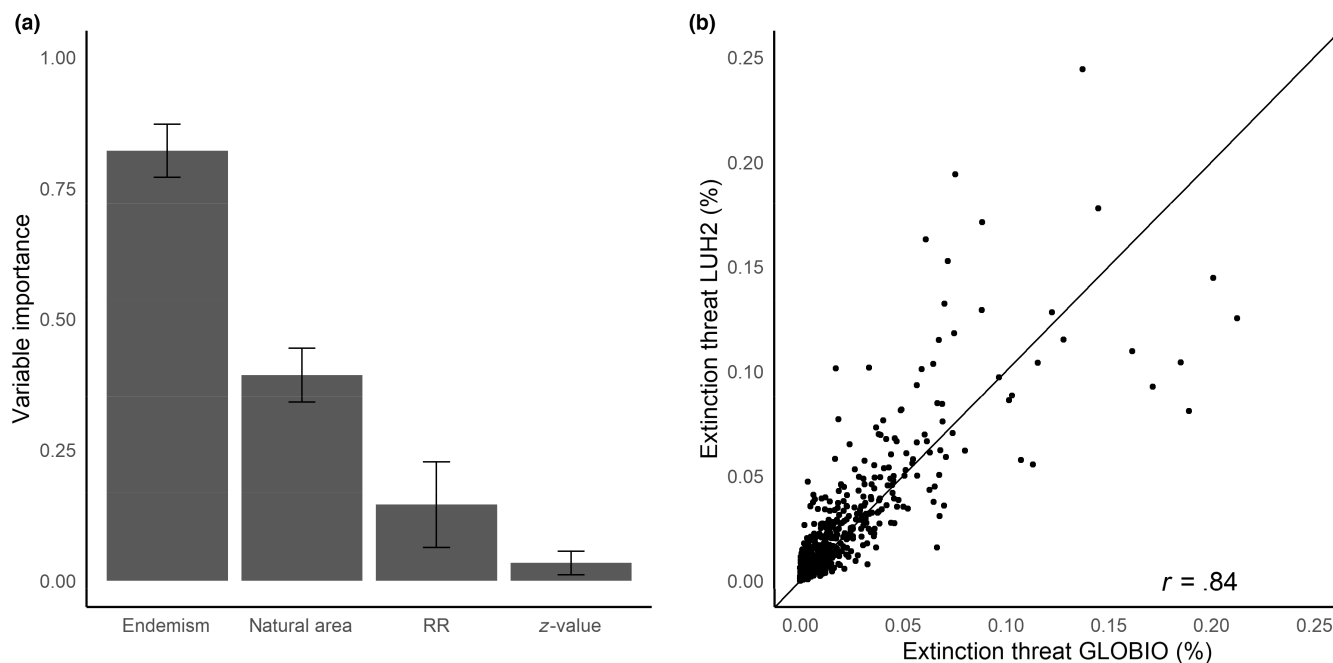 (a)
1.00
0.75
0.50
0.25
0.00
Variable importance
Endemism
Natural area
RR
z-value
(b)
0.25
0.20
0.15
0.10
0.05
0.00
Extinction threat LUH2 (%)
r = .84
0.00
0.05
0.10
0.15
0.20
0.25
Extinction threat GLOBIO (%)